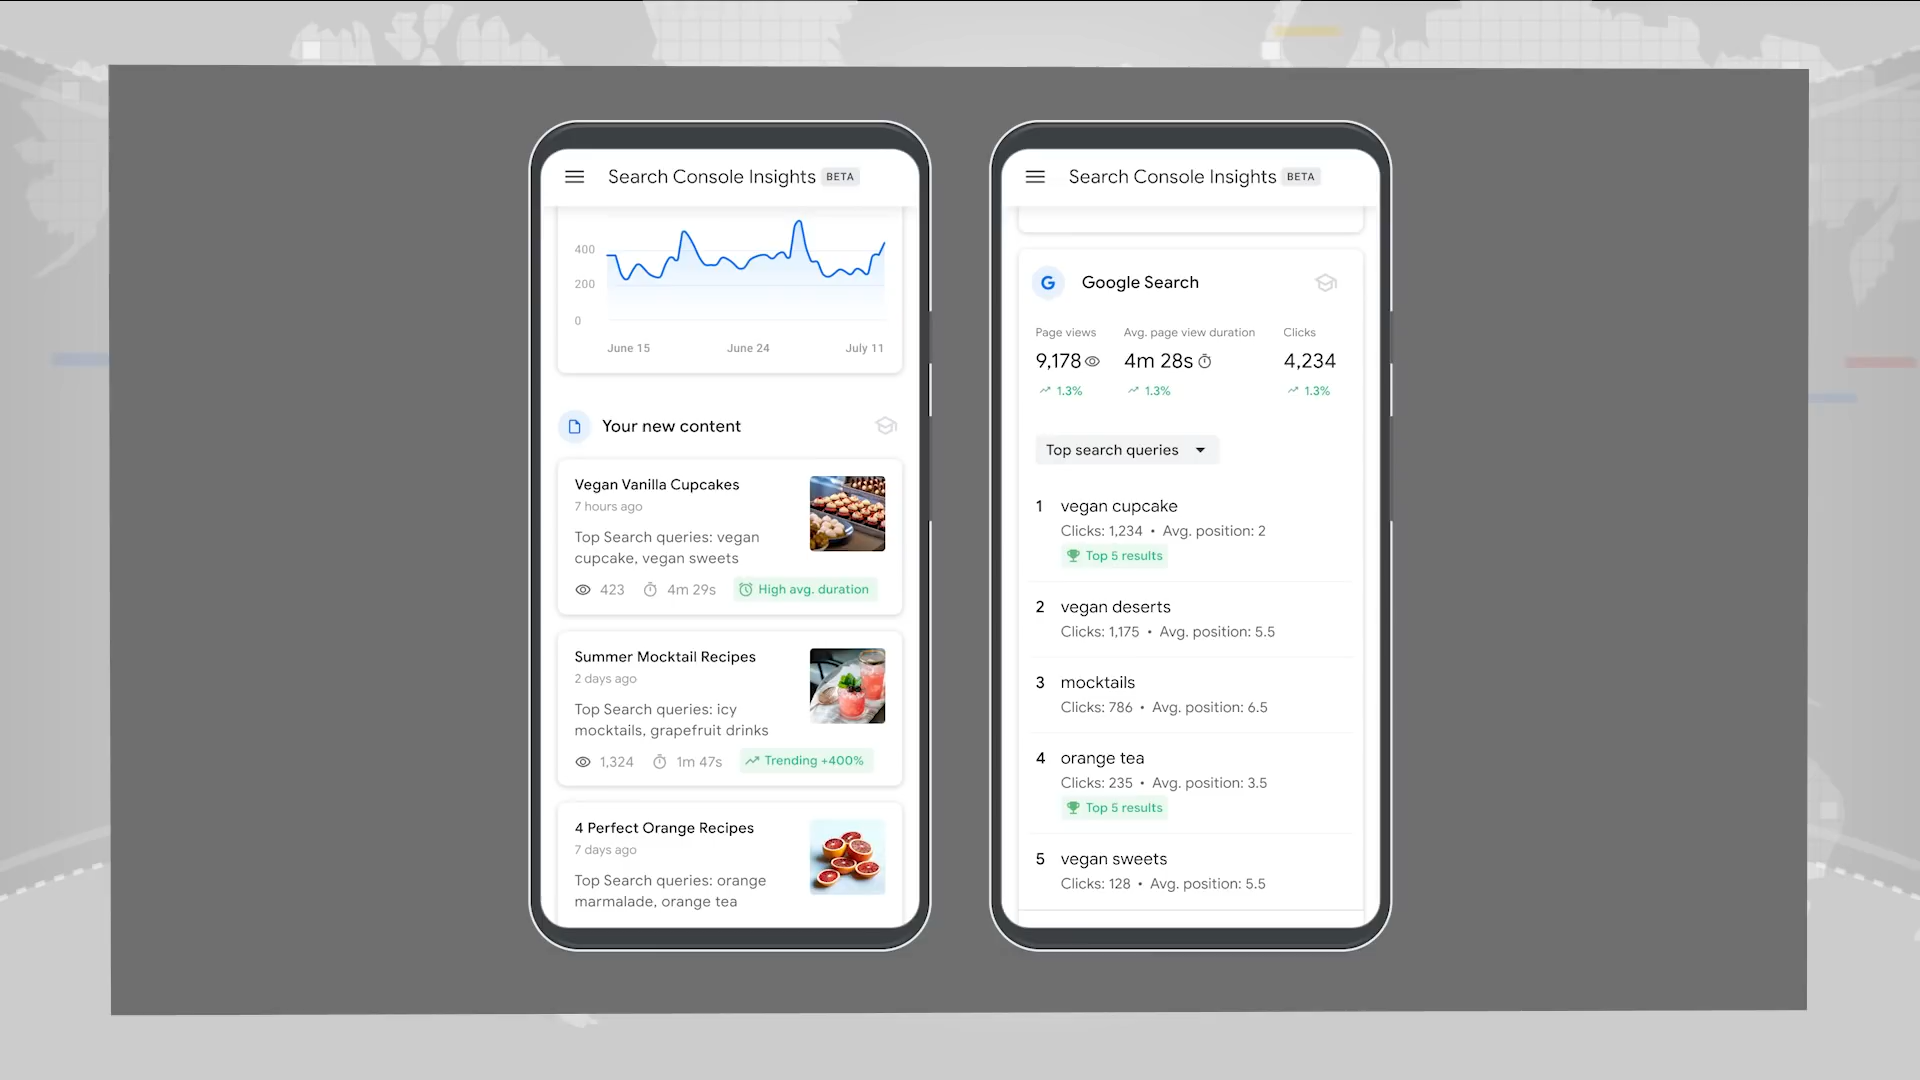 Search Console Insights BETA
400
200
0
June 15 June 24 July 11
Your new content
Vegan Vanilla Cupcakes
7 hours ago
Top Search queries: vegan
cupcake, vegan sweets
423 4m 29s High avg. duration
Summer Mocktail Recipes
2 days ago
Top Search queries: icy
mocktails, grapefruit drinks
1,324 1m 47s Trending +400%
4 Perfect Orange Recipes
7 days ago
Top Search queries: orange
marmalade, orange tea
Search Console Insights BETA
G Google Search
Page views Avg. page view duration Clicks
9,178 4m 28s 4,234
1.3% 1.3% 1.3%
Top search queries
1 vegan cupcake
Clicks: 1,234 • Avg. position: 2
Top 5 results
2 vegan deserts
Clicks: 1,175 • Avg. position: 5.5
3 mocktails
Clicks: 786 • Avg. position: 6.5
4 orange tea
Clicks: 235 • Avg. position: 3.5
Top 5 results
5 vegan sweets
Clicks: 128 • Avg. position: 5.5